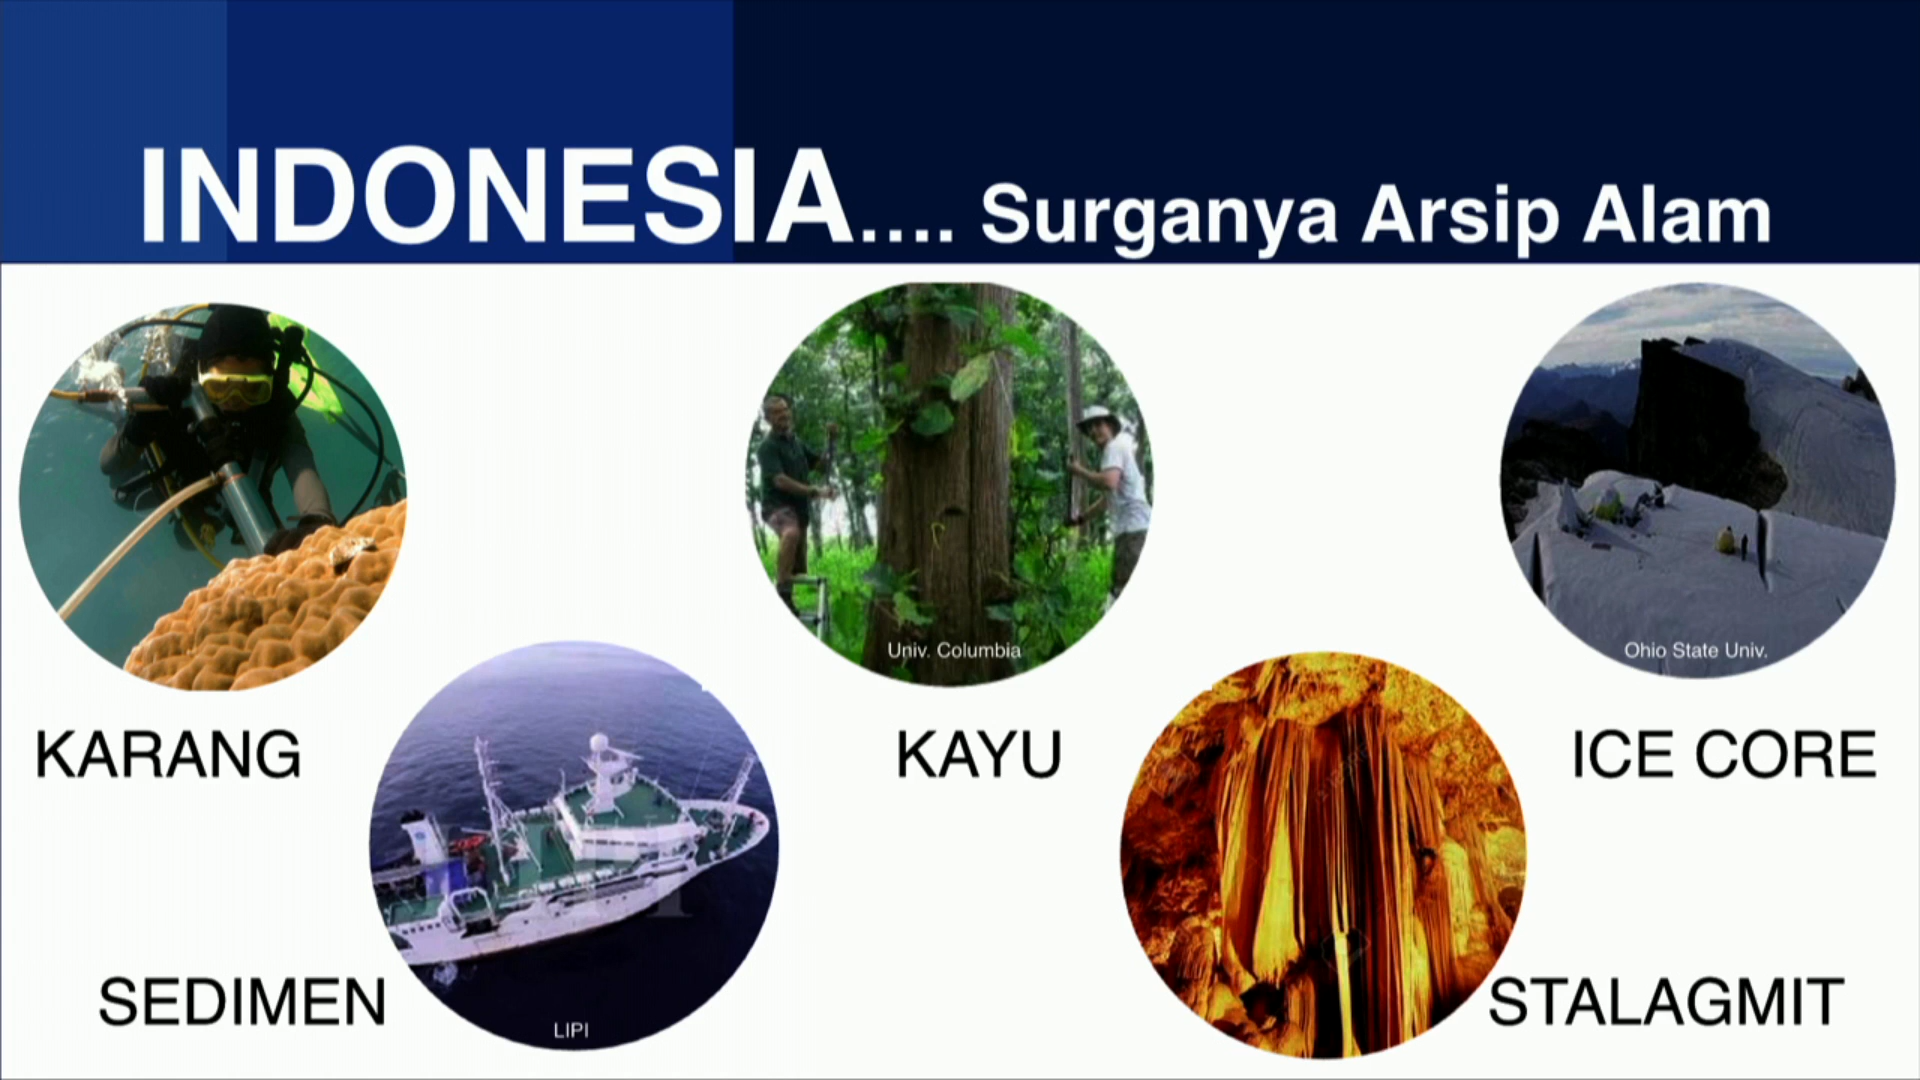 INDONESIA.... Surganya Arsip Alam
Univ. Columbia
Ohio State Univ.
KARANG
KAYU
ICE CORE
SEDIMEN
LIPI
STALAGMIT